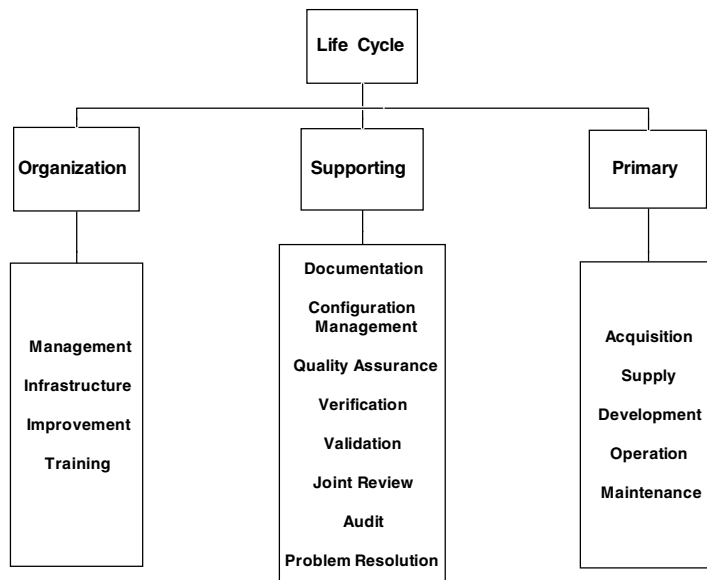 Life Cycle
Organization
Supporting
Primary
Management
Infrastructure
Improvement
Training
Documentation
Configuration
Management
Quality Assurance
Verification
Validation
Joint Review
Audit
Problem Resolution
Acquisition
Supply
Development
Operation
Maintenance